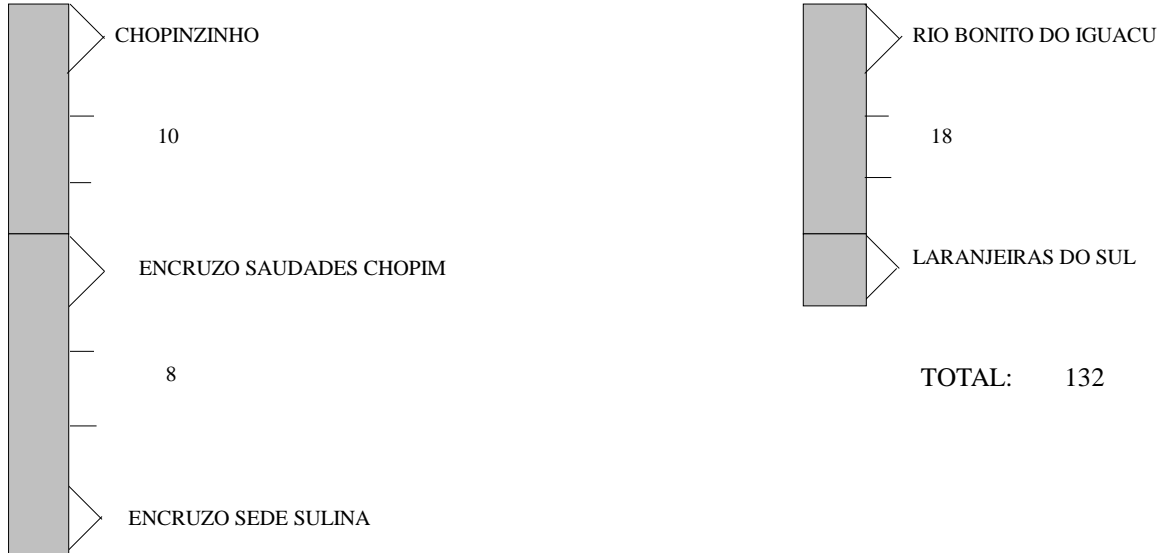 CHOPINZINHO
10
ENCRUZO SAUDADES CHOPIM
8
ENCRUZO SEDE SULINA
RIO BONITO DO IGUACU
18
LARANJEIRAS DO SUL
TOTAL: 132